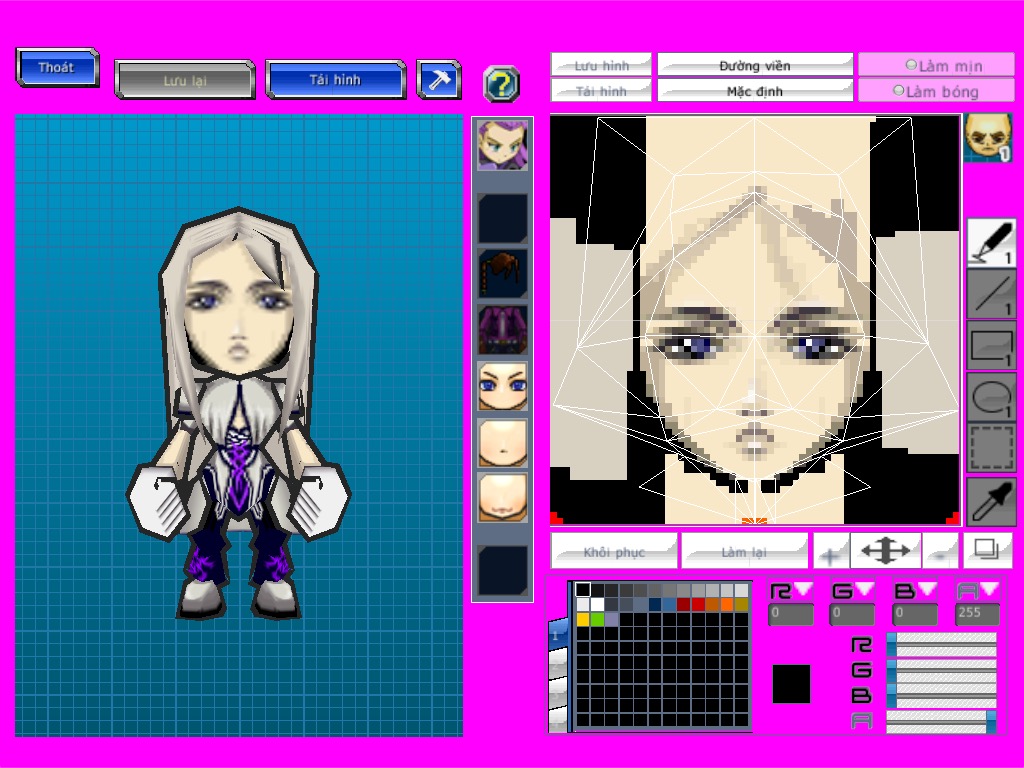 Thoát
Lưu lại
Tải hình
?
Lưu hình
Đường viền
Làm mịn
Tải hình
Mặc định
Làm bóng
1
1
1
1
1
Khôi phục
Làm lại
+
-
R
G
B
A
0
0
0
255
1
R
G
B
A